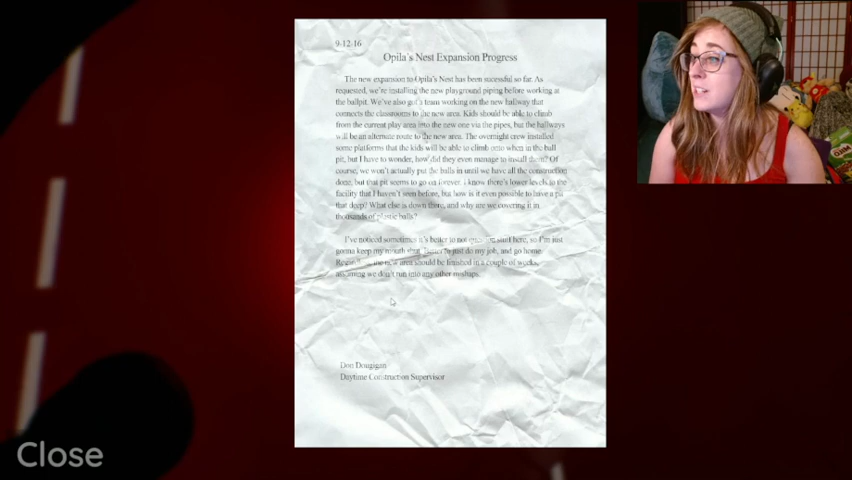 9-12-16
Opila's Nest Expansion Progress
The new expansion to Opila's Nest has been sucessful so far. As
requested, we're installing the new playground piping before working at
the ballpit. We've also got a team working on the new hallway that
connects the classrooms to the new area. Kids should be able to climb
from the current play area into the new one via the pipes, but the hallways
will be an alternate route to the new area. The overnight crew installed
some platforms that the kids will be able to climb onto when in the ball
pit, but I have to wonder, how did they even manage to install them? Of
course, we won't actually put the balls in until we have all the construction
done, but that pit seems to go on forever. I know there's lower levels to the
facility that I haven't seen before, but how is it even possible to have a pit
that deep? What else is down there, and why are we covering it in
thousands of plastic balls?
I've noticed sometimes it's better to not question stuff here, so I'm just
gonna keep my mouth shut. Better to just do my job, and go home.
the new area should be finished in a couple of weeks,
assuming we don't run into any other mishaps.
Don Dougigan
Daytime Construction Supervisor
Close